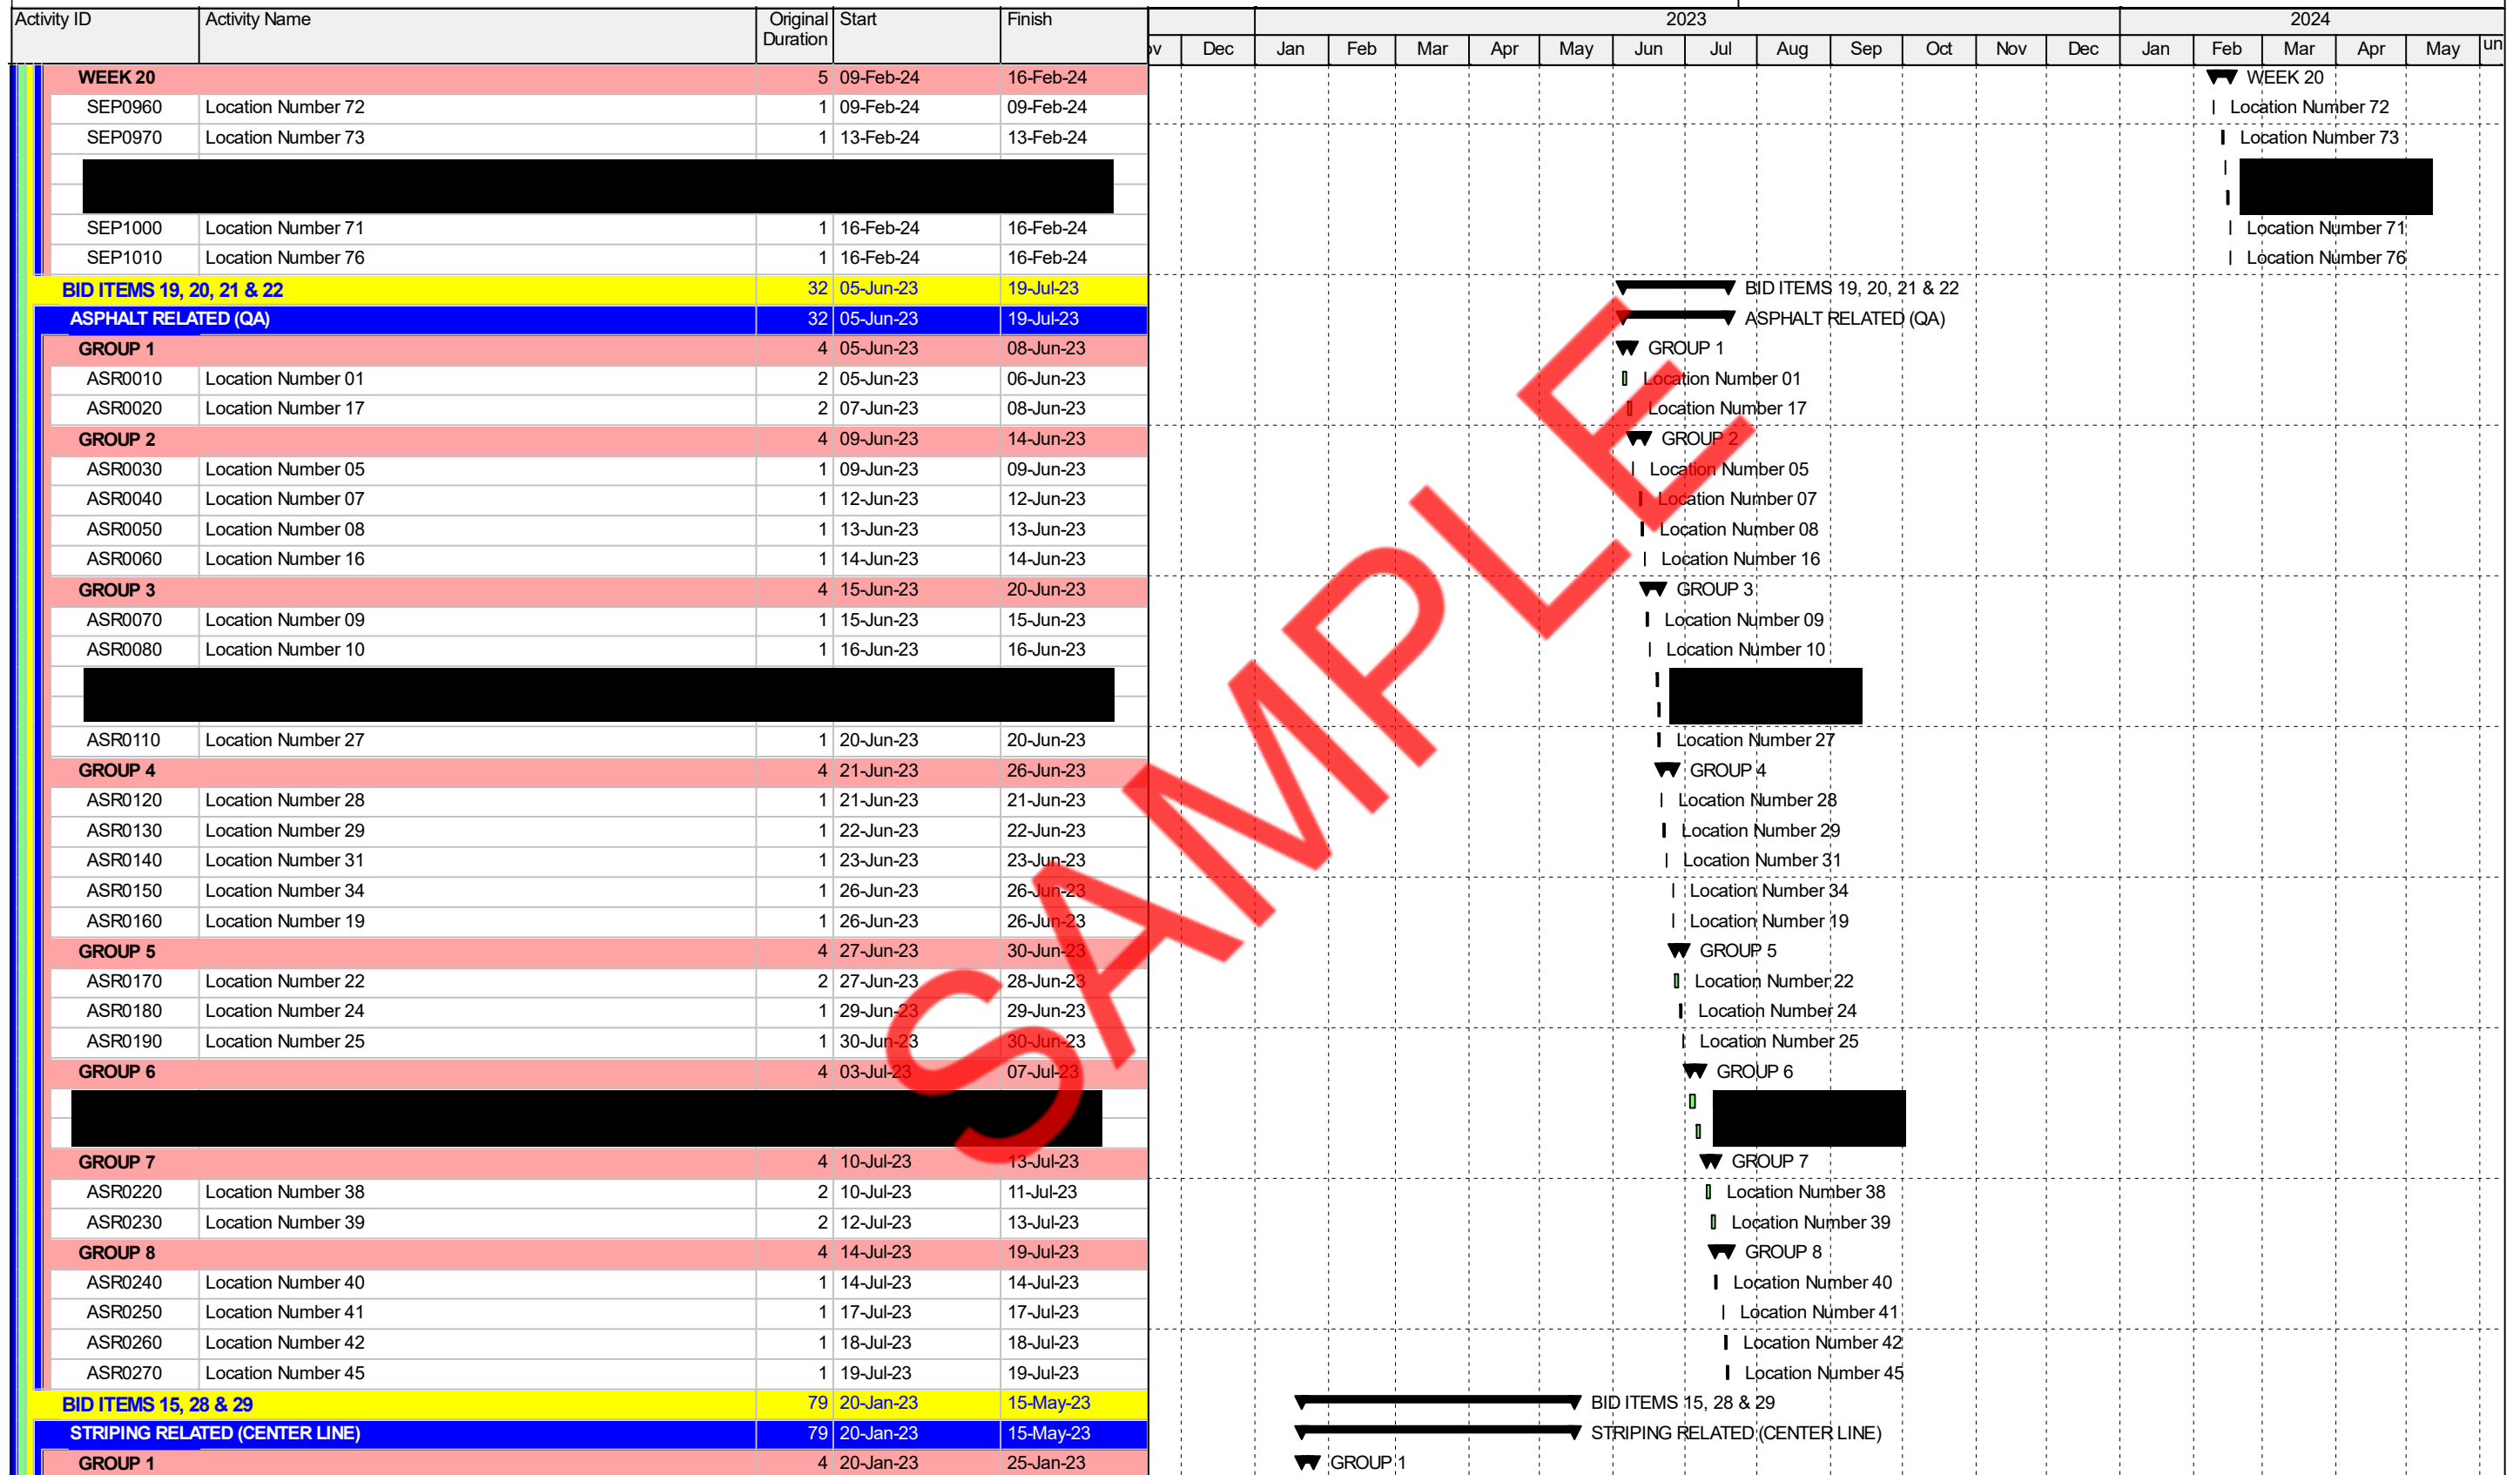 Activity ID Activity Name Original Duration Start Finish 2023 2024
ov Dec Jan Feb Mar Apr May Jun Jul Aug Sep Oct Nov Dec Jan Feb Mar Apr May un
WEEK 20 5 09-Feb-24 16-Feb-24 WEEK 20
SEP0960 Location Number 72 1 09-Feb-24 09-Feb-24 Location Number 72
SEP0970 Location Number 73 1 13-Feb-24 13-Feb-24 Location Number 73
SEP1000 Location Number 71 1 16-Feb-24 16-Feb-24 Location Number 71
SEP1010 Location Number 76 1 16-Feb-24 16-Feb-24 Location Number 76
BID ITEMS 19, 20, 21 & 22 32 05-Jun-23 19-Jul-23 BID ITEMS 19, 20, 21 & 22
ASPHALT RELATED (QA) 32 05-Jun-23 19-Jul-23 ASPHALT RELATED (QA)
GROUP 1 4 05-Jun-23 08-Jun-23 GROUP 1
ASR0010 Location Number 01 2 05-Jun-23 06-Jun-23 Location Number 01
ASR0020 Location Number 17 2 07-Jun-23 08-Jun-23 Location Number 17
GROUP 2 4 09-Jun-23 14-Jun-23 GROUP 2
ASR0030 Location Number 05 1 09-Jun-23 09-Jun-23 Location Number 05
ASR0040 Location Number 07 1 12-Jun-23 12-Jun-23 Location Number 07
ASR0050 Location Number 08 1 13-Jun-23 13-Jun-23 Location Number 08
ASR0060 Location Number 16 1 14-Jun-23 14-Jun-23 Location Number 16
GROUP 3 4 15-Jun-23 20-Jun-23 GROUP 3
ASR0070 Location Number 09 1 15-Jun-23 15-Jun-23 Location Number 09
ASR0080 Location Number 10 1 16-Jun-23 16-Jun-23 Location Number 10
ASR0110 Location Number 27 1 20-Jun-23 20-Jun-23 Location Number 27
GROUP 4 4 21-Jun-23 26-Jun-23 GROUP 4
ASR0120 Location Number 28 1 21-Jun-23 21-Jun-23 Location Number 28
ASR0130 Location Number 29 1 22-Jun-23 22-Jun-23 Location Number 29
ASR0140 Location Number 31 1 23-Jun-23 23-Jun-23 Location Number 31
ASR0150 Location Number 34 1 26-Jun-23 26-Jun-23 Location Number 34
ASR0160 Location Number 19 1 26-Jun-23 26-Jun-23 Location Number 19
GROUP 5 4 27-Jun-23 30-Jun-23 GROUP 5
ASR0170 Location Number 22 2 27-Jun-23 28-Jun-23 Location Number 22
ASR0180 Location Number 24 1 29-Jun-23 29-Jun-23 Location Number 24
ASR0190 Location Number 25 1 30-Jun-23 30-Jun-23 Location Number 25
GROUP 6 4 03-Jul-23 07-Jul-23 GROUP 6
GROUP 7 4 10-Jul-23 13-Jul-23 GROUP 7
ASR0220 Location Number 38 2 10-Jul-23 11-Jul-23 Location Number 38
ASR0230 Location Number 39 2 12-Jul-23 13-Jul-23 Location Number 39
GROUP 8 4 14-Jul-23 19-Jul-23 GROUP 8
ASR0240 Location Number 40 1 14-Jul-23 14-Jul-23 Location Number 40
ASR0250 Location Number 41 1 17-Jul-23 17-Jul-23 Location Number 41
ASR0260 Location Number 42 1 18-Jul-23 18-Jul-23 Location Number 42
ASR0270 Location Number 45 1 19-Jul-23 19-Jul-23 Location Number 45
BID ITEMS 15, 28 & 29 79 20-Jan-23 15-May-23 BID ITEMS 15, 28 & 29
STRIPING RELATED (CENTER LINE) 79 20-Jan-23 15-May-23 STRIPING RELATED (CENTER LINE)
GROUP 1 4 20-Jan-23 25-Jan-23 GROUP 1
SAMPLE